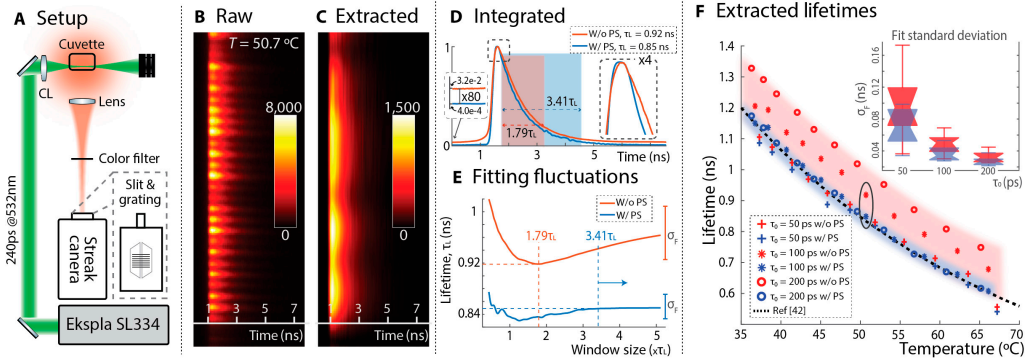 A Setup
Cuvette
CL
Lens
Color filter
Slit &
grating
Streak
camera
240ps @532nm
Ekspla SL334
B Raw
T = 50.7 ºC
8,000
0
1 3 5 7
Time (ns)
C Extracted
1,500
0
1 3 5 7
Time (ns)
D Integrated
W/o PS, τL = 0.92 ns
W/ PS, τL = 0.85 ns
1
0
3.2e-2
x80
4.0e-4
3.41τL
1.79τL
x4
1 3 5
Time (ns)
E Fitting fluctuations
W/o PS
W/ PS
Lifetime, τL (ns)
1
0.92
0.84
1.79τL
3.41τL
σF
σF
0 1 2 3 4 5
Window size (xτL)
F Extracted lifetimes
Lifetime (ns)
1.4
1.3
1.2
1.1
1.0
0.9
0.8
0.7
0.6
35 40 45 50 55 60 65 70
Temperature (ºC)
τ0 = 50 ps w/o PS
τ0 = 50 ps w/ PS
τ0 = 100 ps w/o PS
τ0 = 100 ps w/ PS
τ0 = 200 ps w/o PS
τ0 = 200 ps w/ PS
Ref [42]
Fit standard deviation
σF (ns)
0.16
0.12
0.08
0.04
50 100 200
τ0 (ps)